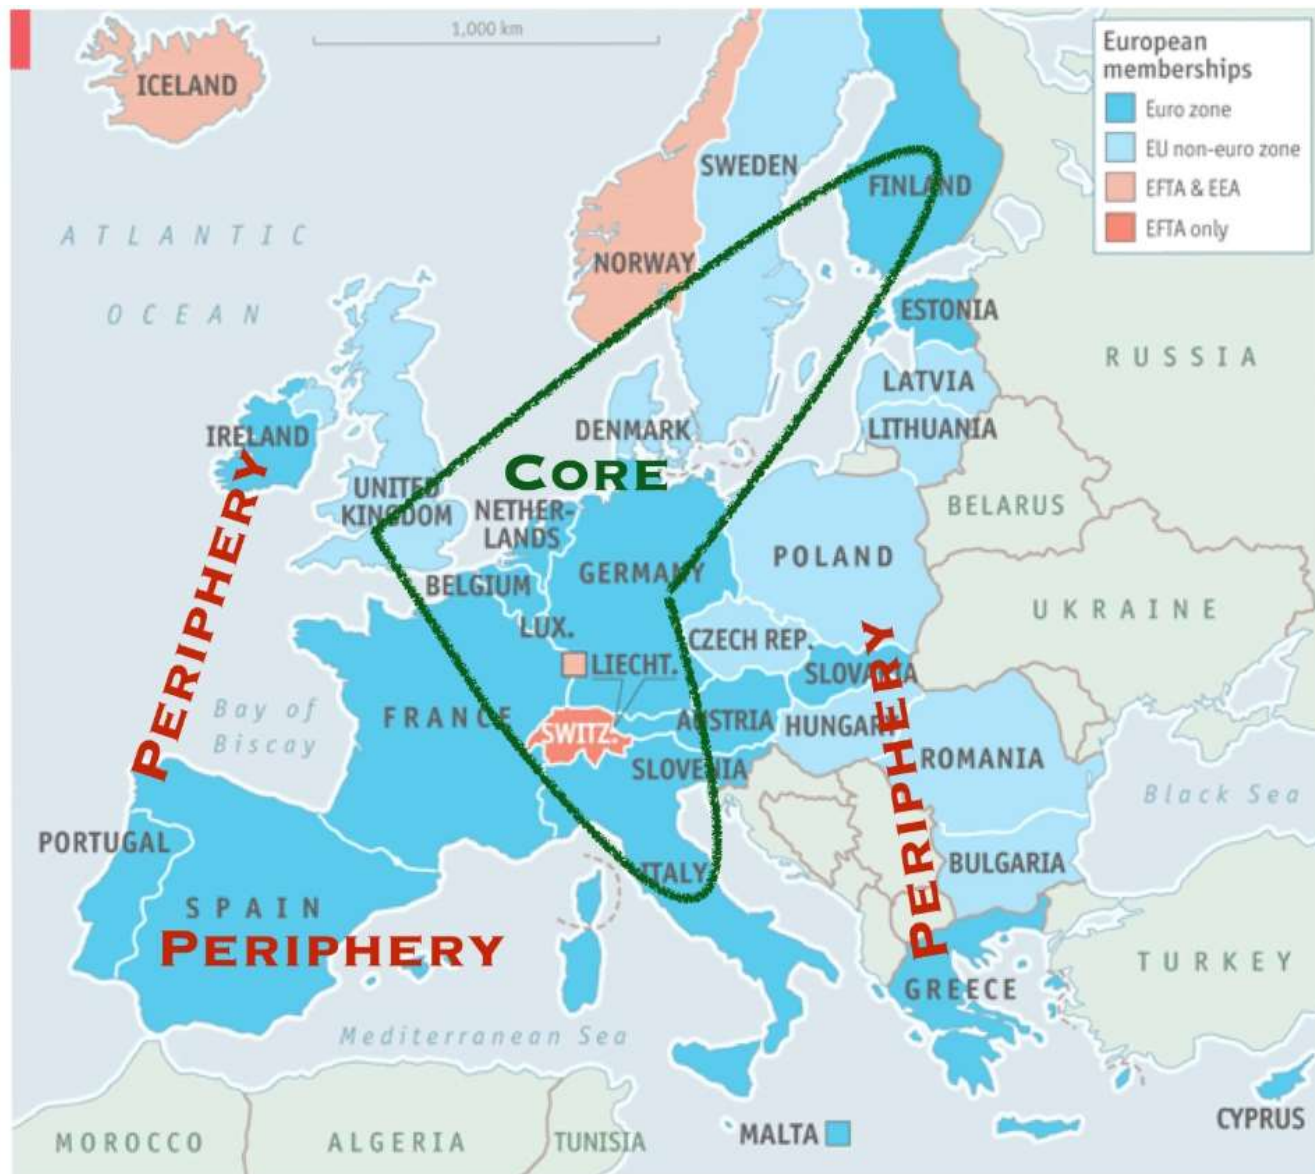 1,000 km
European
memberships
Euro zone
EU non-euro zone
EFTA & EEA
EFTA only
ICELAND
SWEDEN
FINLAND
ATLANTIC
OCEAN
NORWAY
ESTONIA
RUSSIA
LATVIA
LITHUANIA
IRELAND
DENMARK
CORE
UNITED
KINGDOM
NETHER-
LANDS
BELARUS
PERIPHERY
BELGIUM
GERMANY
POLAND
UKRAINE
LUX.
LIECHT.
CZECH REP.
SLOVAKIA
PERIPHERY
Bay of
Biscay
FRANCE
SWITZ.
AUSTRIA
HUNGARY
SLOVENIA
ROMANIA
Black Sea
PORTUGAL
ITALY
BULGARIA
SPAIN
PERIPHERY
GREECE
TURKEY
Mediterranean Sea
MOROCCO
ALGERIA
TUNISIA
MALTA
CYPRUS